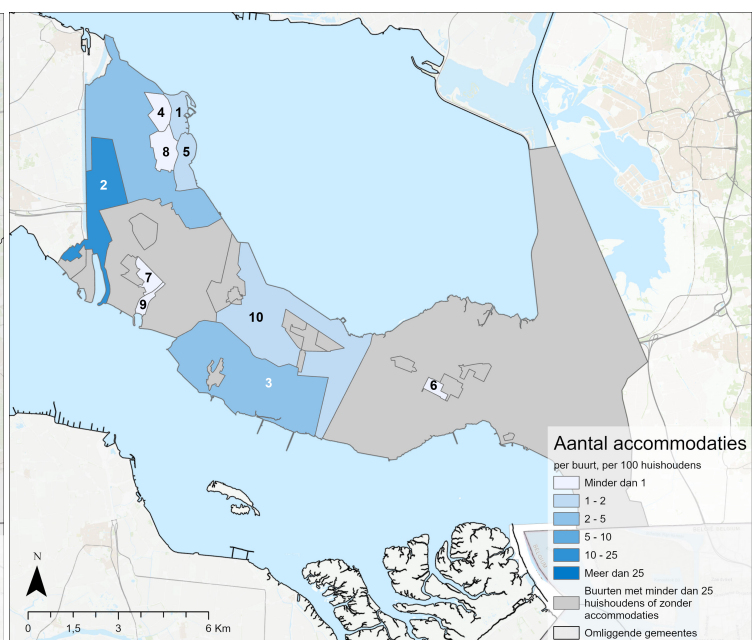 4
1
8
5
2
7
9
10
3
6
Aantal accommodaties
per buurt, per 100 huishoudens
Minder dan 1
1 - 2
2 - 5
5 - 10
10 - 25
Meer dan 25
Buurten met minder dan 25
huishoudens of zonder
accommodaties
Omliggende gemeentes
N
0 1,5 3 6 Km